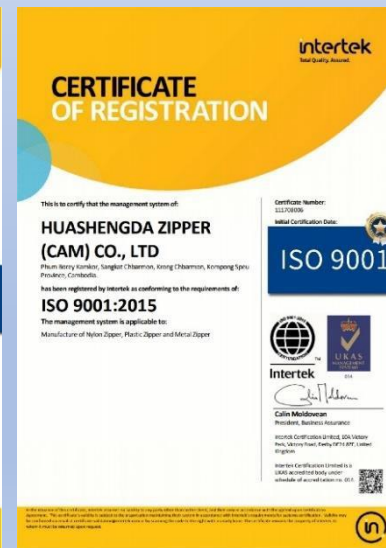 intertek
Total Quality. Assured.
CERTIFICATE
OF REGISTRATION
This is to certify that the management system of:
HUASHENGDA ZIPPER
(CAM) CO., LTD
Phum Borey Kamkor, Sangkat Chbarmon, Krong Chbarmon, Kompong Speu
Province, Cambodia
has been registered by Intertek as conforming to the requirements of:
ISO 9001:2015
The management system is applicable to:
Manufacture of Nylon Zipper, Plastic Zipper and Metal Zipper
Certificate Number:
Initial Certification Date:
ISO 9001
Intertek
UKAS
MANAGEMENT
SYSTEMS
014
Calin Moldovean
President, Business Assurance
Intertek Certification Limited, 10A Victory
Park, Victory Road, Derby DE24 8ZF, United
Kingdom
Intertek Certification Limited is a
UKAS accredited body under
schedule of accreditation no. 014.